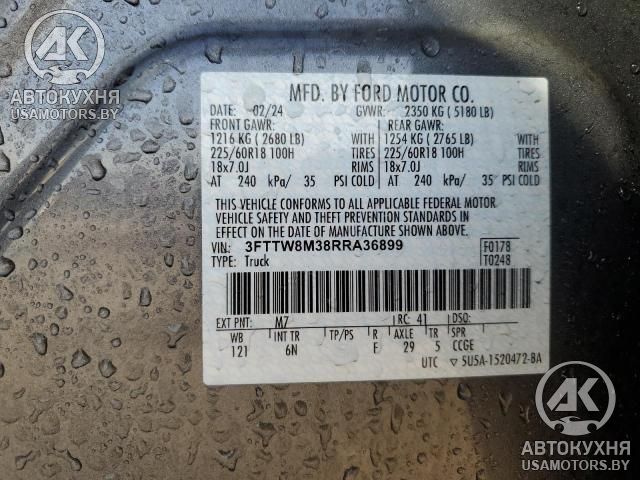 AK
АВТОКУХНЯ
USAMOTORS.BY
MFD. BY FORD MOTOR CO.
DATE: 02/24 GVWR: 2350 KG ( 5180 LB)
FRONT GAWR: REAR GAWR:
1216 KG ( 2680 LB) WITH 1254 KG ( 2765 LB) WITH
225/60R18 100H TIRES 225/60R18 100H TIRES
18x7.0J RIMS 18x7.0J RIMS
AT 240 kPa/ 35 PSI COLD AT 240 kPa/ 35 PSI COLD
THIS VEHICLE CONFORMS TO ALL APPLICABLE FEDERAL MOTOR
VEHICLE SAFETY AND THEFT PREVENTION STANDARDS IN
EFFECT ON THE DATE OF MANUFACTURE SHOWN ABOVE.
VIN: 3FTTW8M38RRA36899 F0178
TYPE: Truck T0248
EXT PNT: M7 RC: 41 DSO:
WB INT TR TP/PS R AXLE TR SPR
121 6N F 29 5 CCGE
UTC ▽ 5U5A-1520472-BA
AK
АВТОКУХНЯ
USAMOTORS.BY